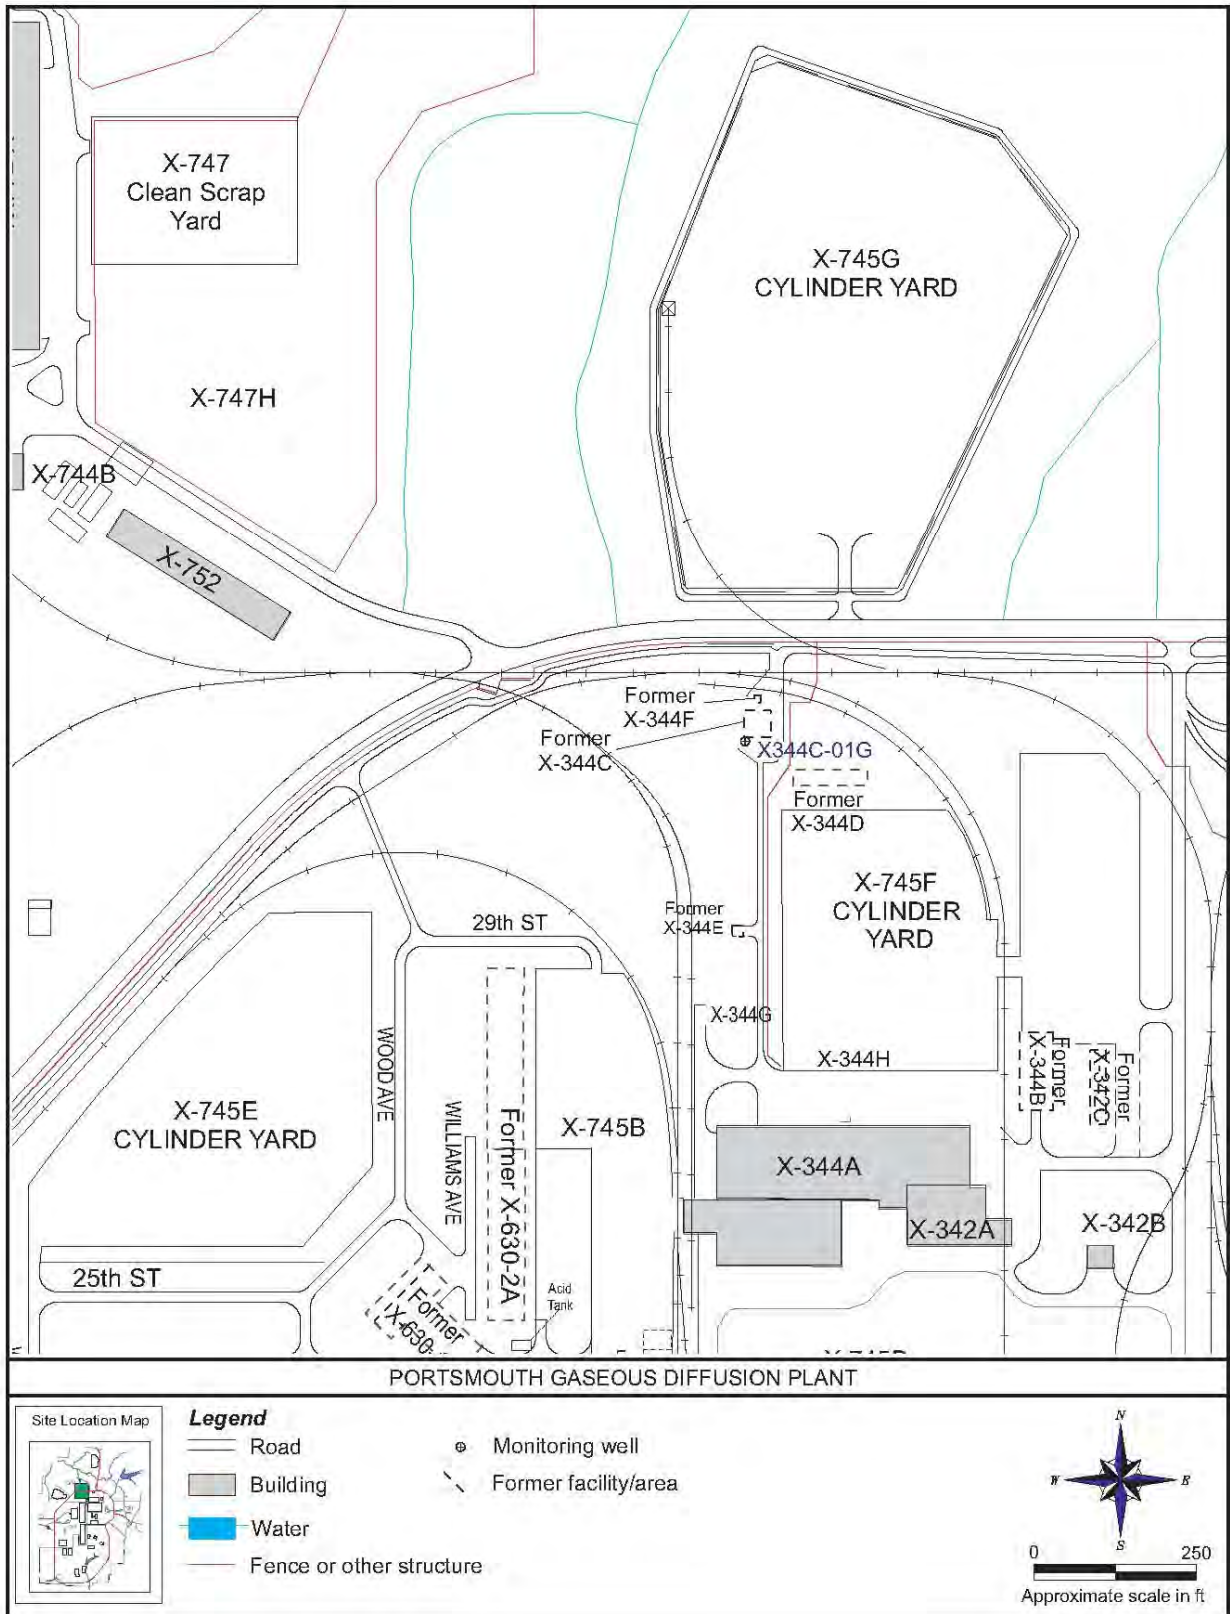 X-747
Clean Scrap
Yard
X-745G
CYLINDER YARD
X-747H
X-744B
X-752
Former
X-344F
Former
X-344C
X344C-01G
Former
X-344D
X-745F
CYLINDER
YARD
Former
X-344E
29th ST
X-344G
X-344H
WOOD AVE
Former
X-344B
Former
X-342C
X-745E
CYLINDER YARD
WILLIAMS AVE
Former X-630-2A
X-745B
X-344A
X-342A
X-342B
25th ST
Acid
Tank
Former
X-630
PORTSMOUTH GASEOUS DIFFUSION PLANT
Site Location Map
Legend
Road
Building
Water
Fence or other structure
Monitoring well
Former facility/area
N
W
E
S
0 250
Approximate scale in ft